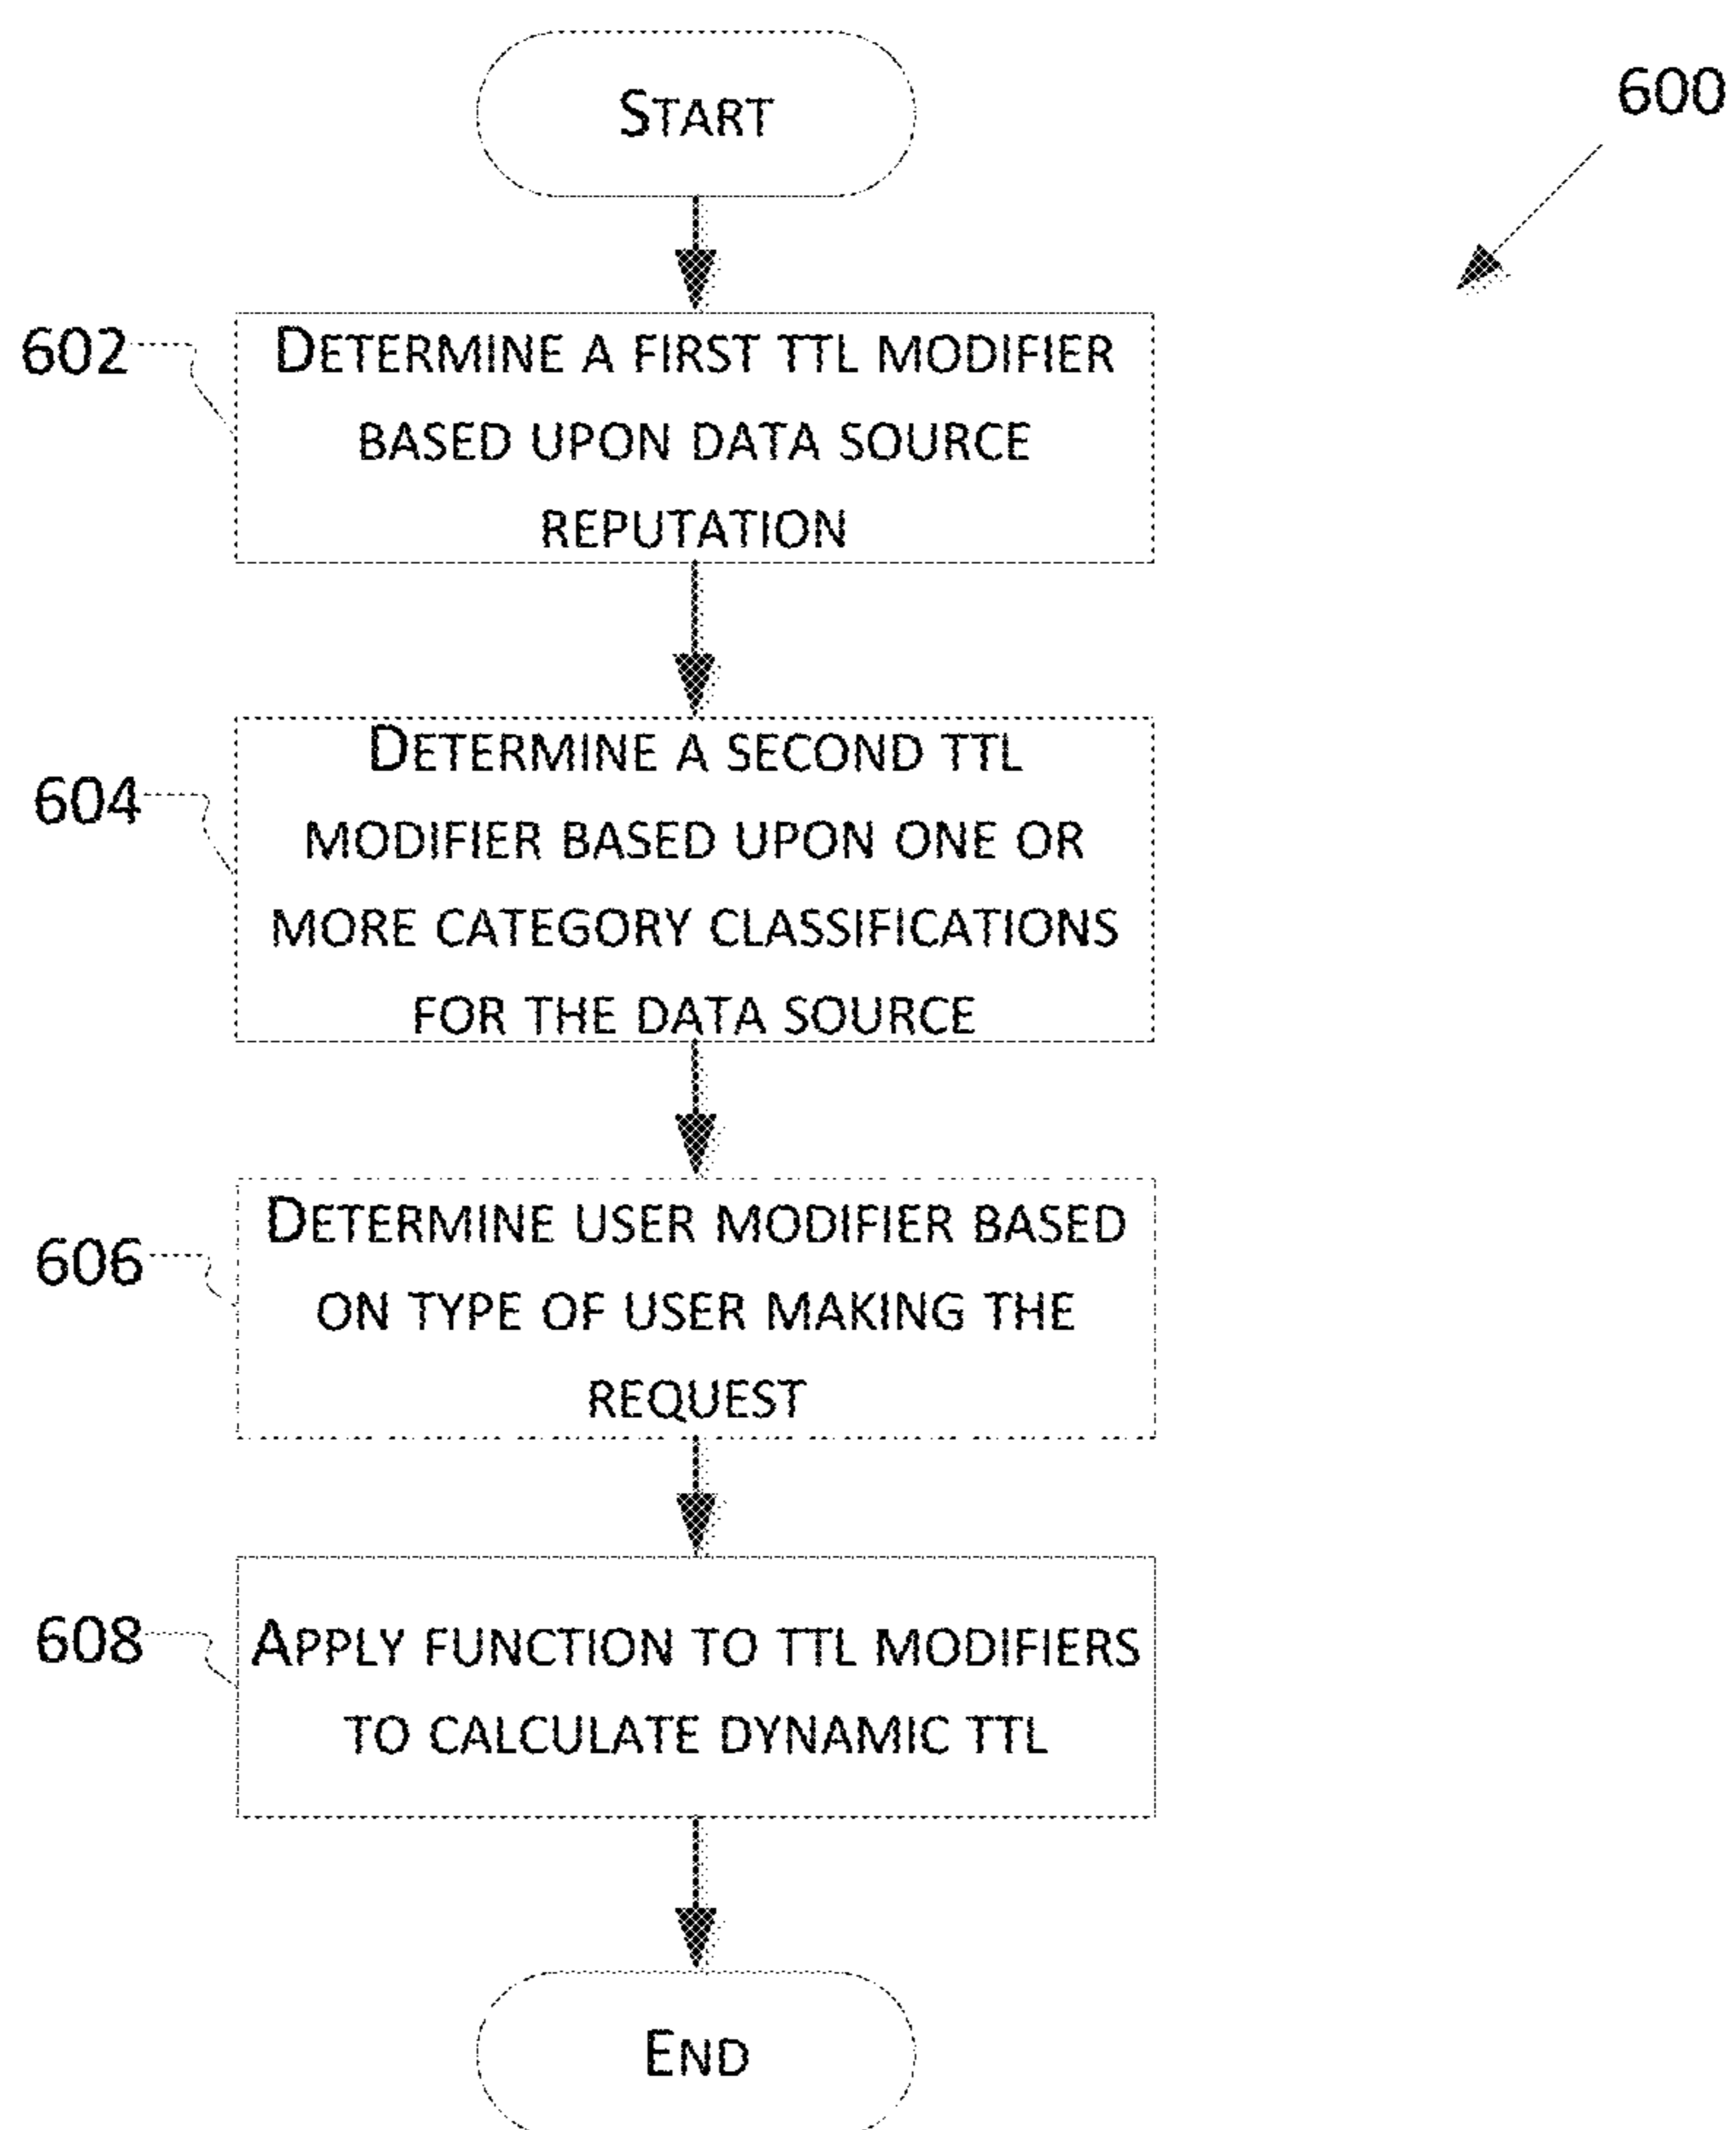 START
600
602
DETERMINE A FIRST TTL MODIFIER
BASED UPON DATA SOURCE
REPUTATION
604
DETERMINE A SECOND TTL
MODIFIER BASED UPON ONE OR
MORE CATEGORY CLASSIFICATIONS
FOR THE DATA SOURCE
606
DETERMINE USER MODIFIER BASED
ON TYPE OF USER MAKING THE
REQUEST
608
APPLY FUNCTION TO TTL MODIFIERS
TO CALCULATE DYNAMIC TTL
END